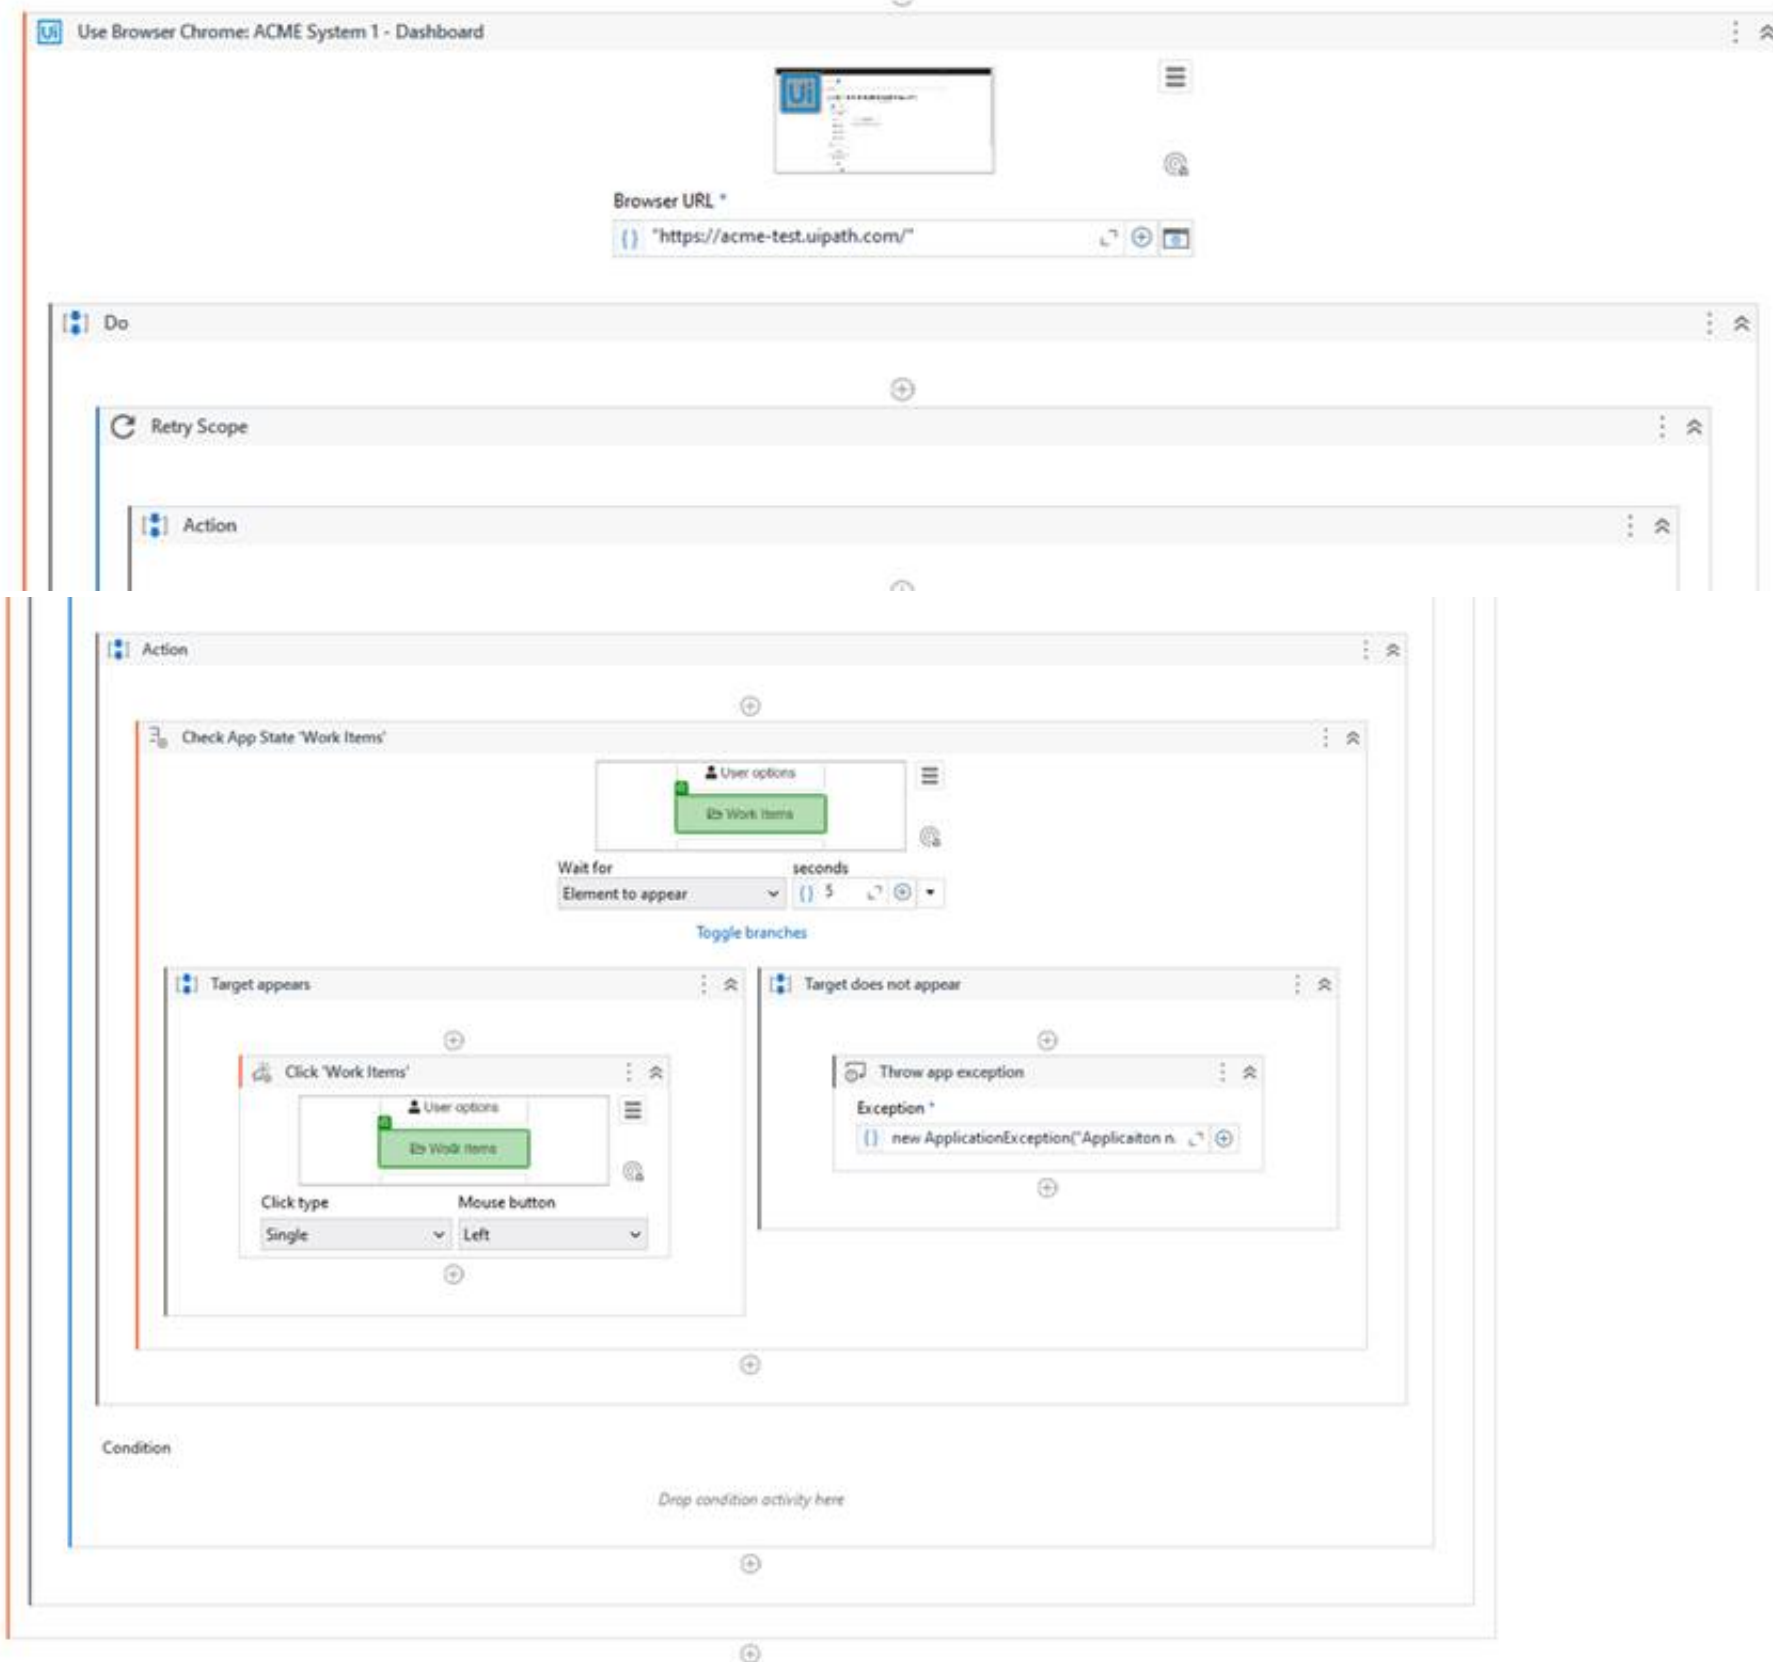 Use Browser Chrome: ACME System 1 - Dashboard
Ui
Browser URL *
"https://acme-test.uipath.com/"
Do
Retry Scope
Action
Action
Check App State 'Work Items'
User options
Work Items
Wait for seconds
Element to appear 5
Toggle branches
Target appears
Target does not appear
Click 'Work Items'
Throw app exception
User options
Work Items
Exception *
new ApplicationException("Applicaiton n.
Click type Mouse button
Single Left
Condition
Drop condition activity here